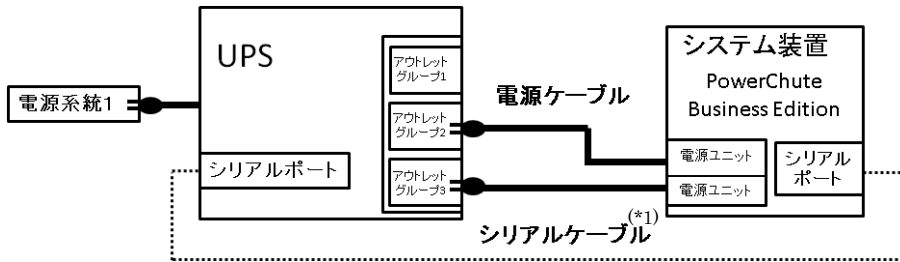 UPS
アウトレット
グループ1
アウトレット
グループ2
アウトレット
グループ3
シリアルポート
電源系統1
電源ケーブル
シリアルケーブル(*1)
システム装置
PowerChute
Business Edition
電源ユニット
電源ユニット
シリアル
ポート